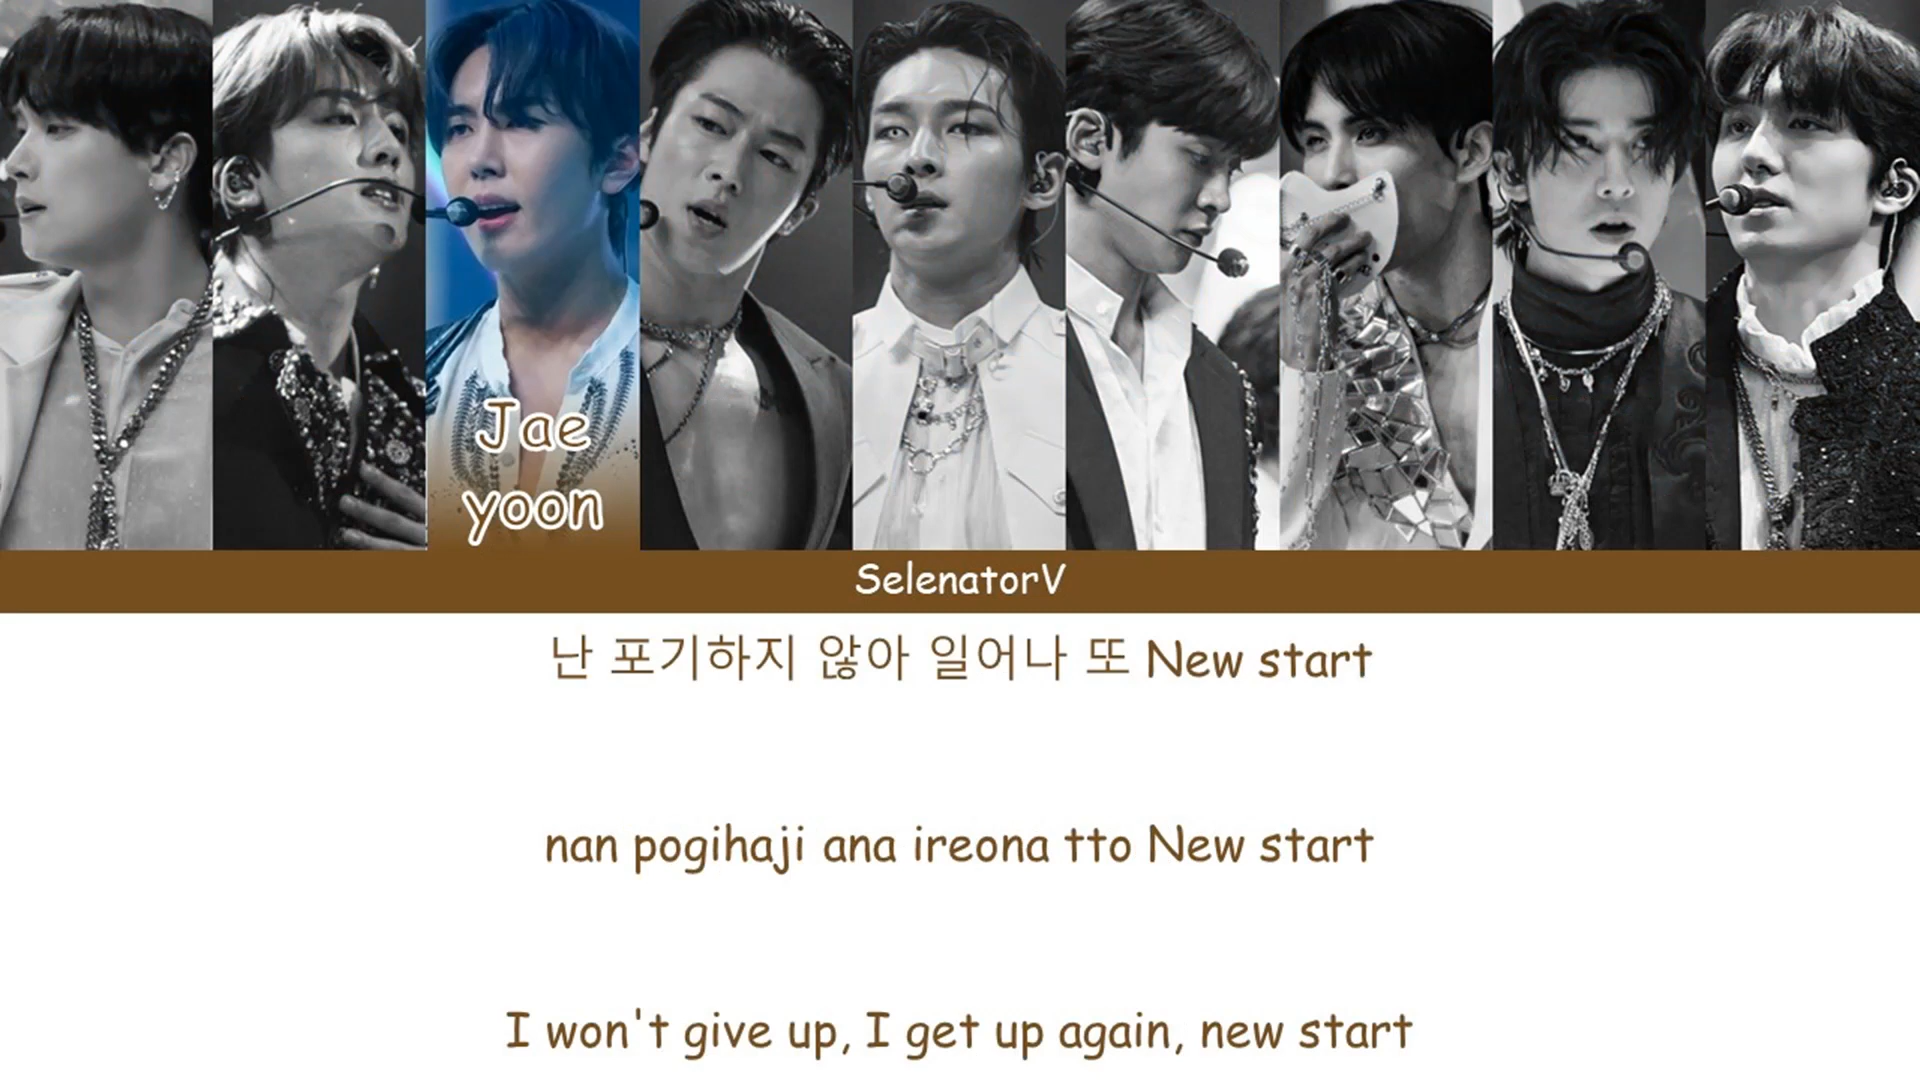 Jae
yoon
SelenatorV
난 포기하지 않아 일어나 또 New start
nan pogihaji ana ireona tto New start
I won't give up, I get up again, new start